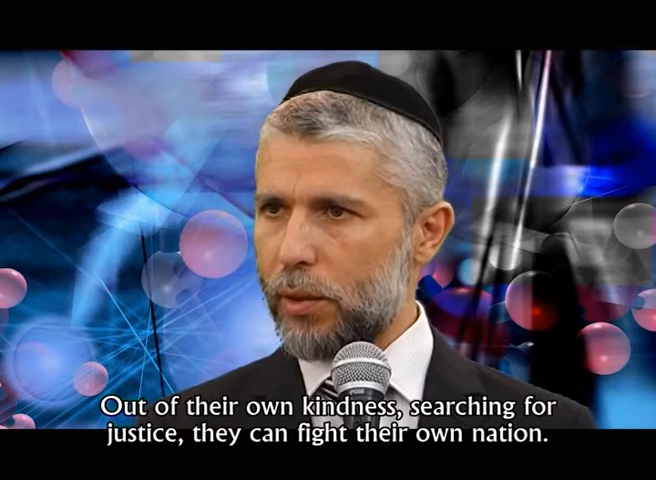 Out of their own kindness, searching for
justice, they can fight their own nation.